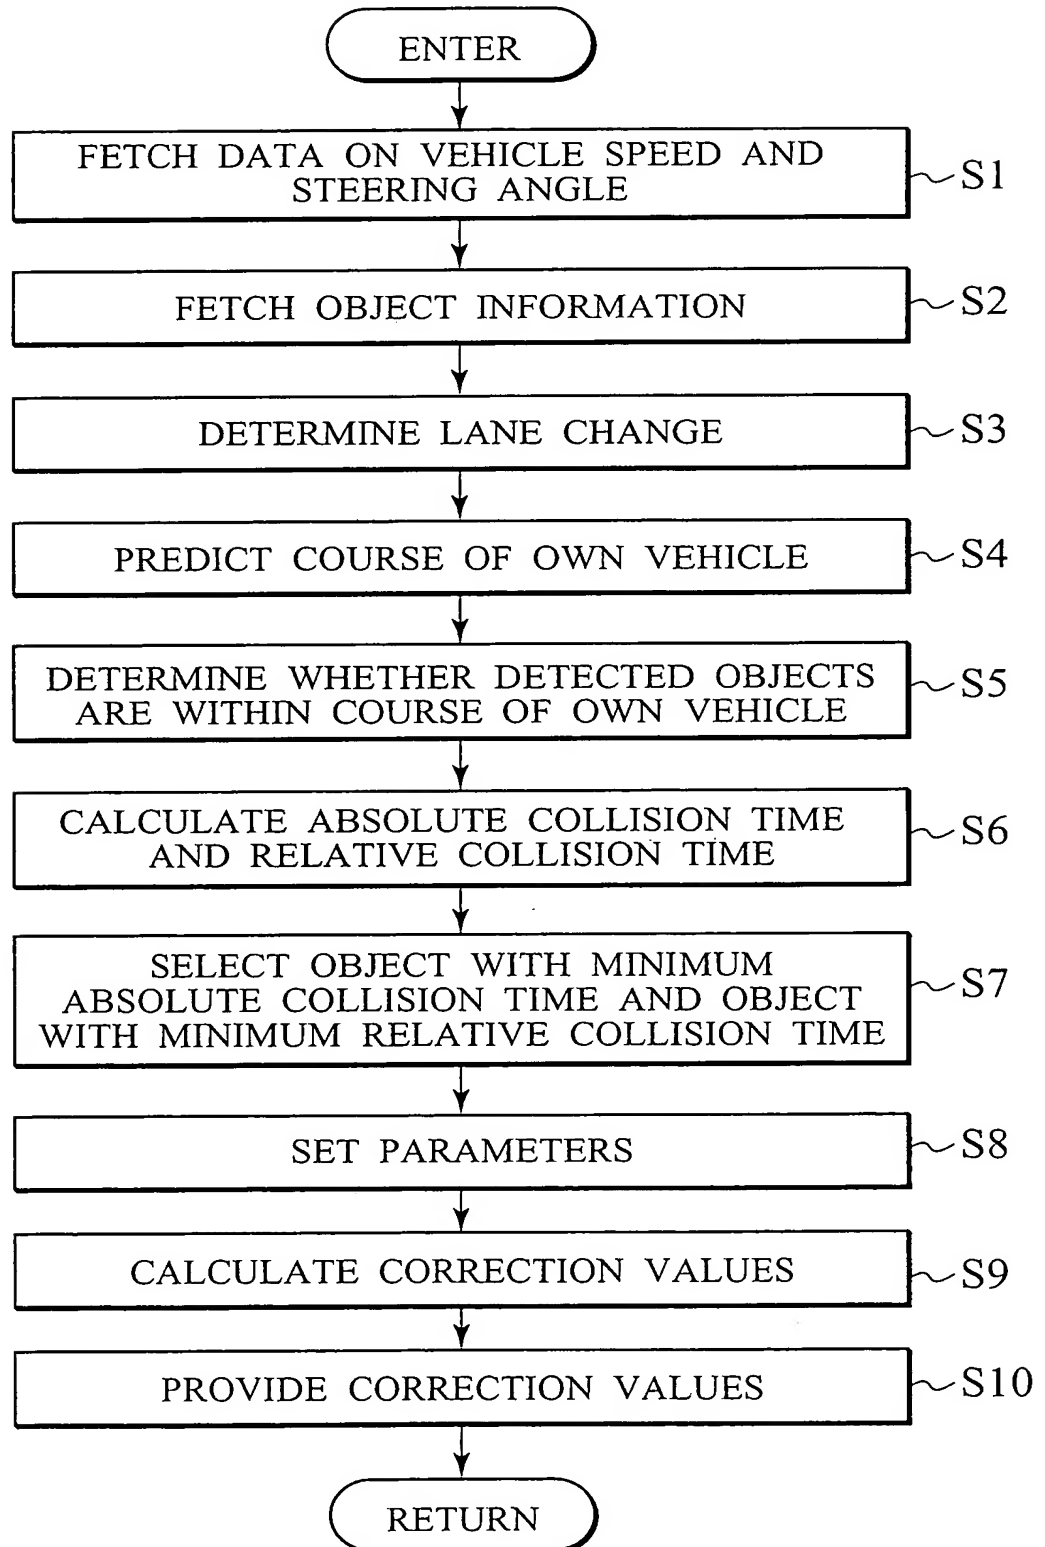 ENTER
FETCH DATA ON VEHICLE SPEED AND
STEERING ANGLE
S1
FETCH OBJECT INFORMATION
S2
DETERMINE LANE CHANGE
S3
PREDICT COURSE OF OWN VEHICLE
S4
DETERMINE WHETHER DETECTED OBJECTS
ARE WITHIN COURSE OF OWN VEHICLE
S5
CALCULATE ABSOLUTE COLLISION TIME
AND RELATIVE COLLISION TIME
S6
SELECT OBJECT WITH MINIMUM
ABSOLUTE COLLISION TIME AND OBJECT
WITH MINIMUM RELATIVE COLLISION TIME
S7
SET PARAMETERS
S8
CALCULATE CORRECTION VALUES
S9
PROVIDE CORRECTION VALUES
S10
RETURN